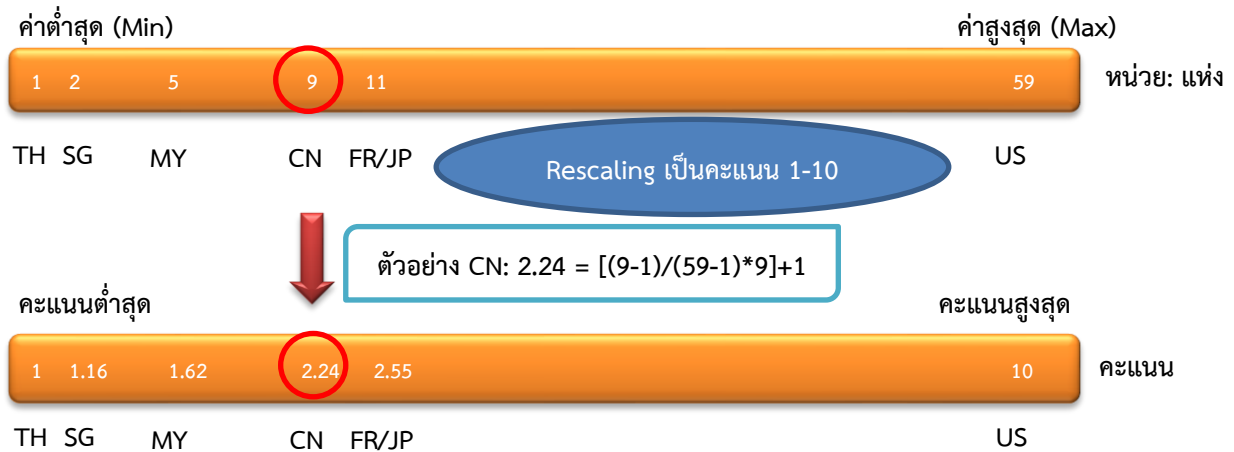 ค่าต่ำสุด (Min) ค่าสูงสุด (Max)
1 2 5 9 11 59 หน่วย: แห่ง
TH SG MY CN FR/JP US
Rescaling เป็นคะแนน 1-10
ตัวอย่าง CN: 2.24 = [(9-1)/(59-1)*9]+1
คะแนนต่ำสุด คะแนนสูงสุด
1 1.16 1.62 2.24 2.55 10 คะแนน
TH SG MY CN FR/JP US